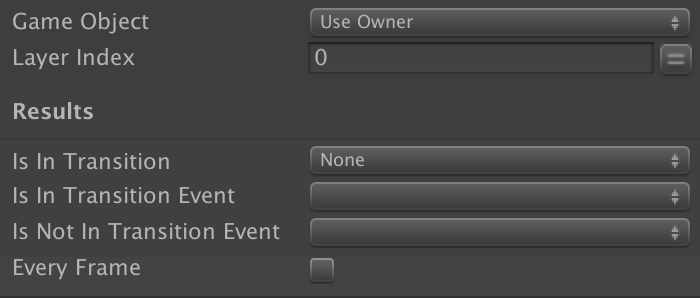 Game Object Use Owner
Layer Index 0
Results
Is In Transition None
Is In Transition Event
Is Not In Transition Event
Every Frame